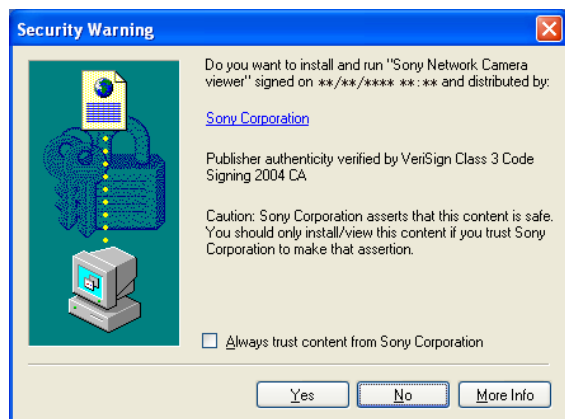 Security Warning
Do you want to install and run "Sony Network Camera
viewer" signed on **/**/**** **:** and distributed by:
Sony Corporation
Publisher authenticity verified by VeriSign Class 3 Code
Signing 2004 CA
Caution: Sony Corporation asserts that this content is safe.
You should only install/view this content if you trust Sony
Corporation to make that assertion.
Always trust content from Sony Corporation
Yes
No
More Info